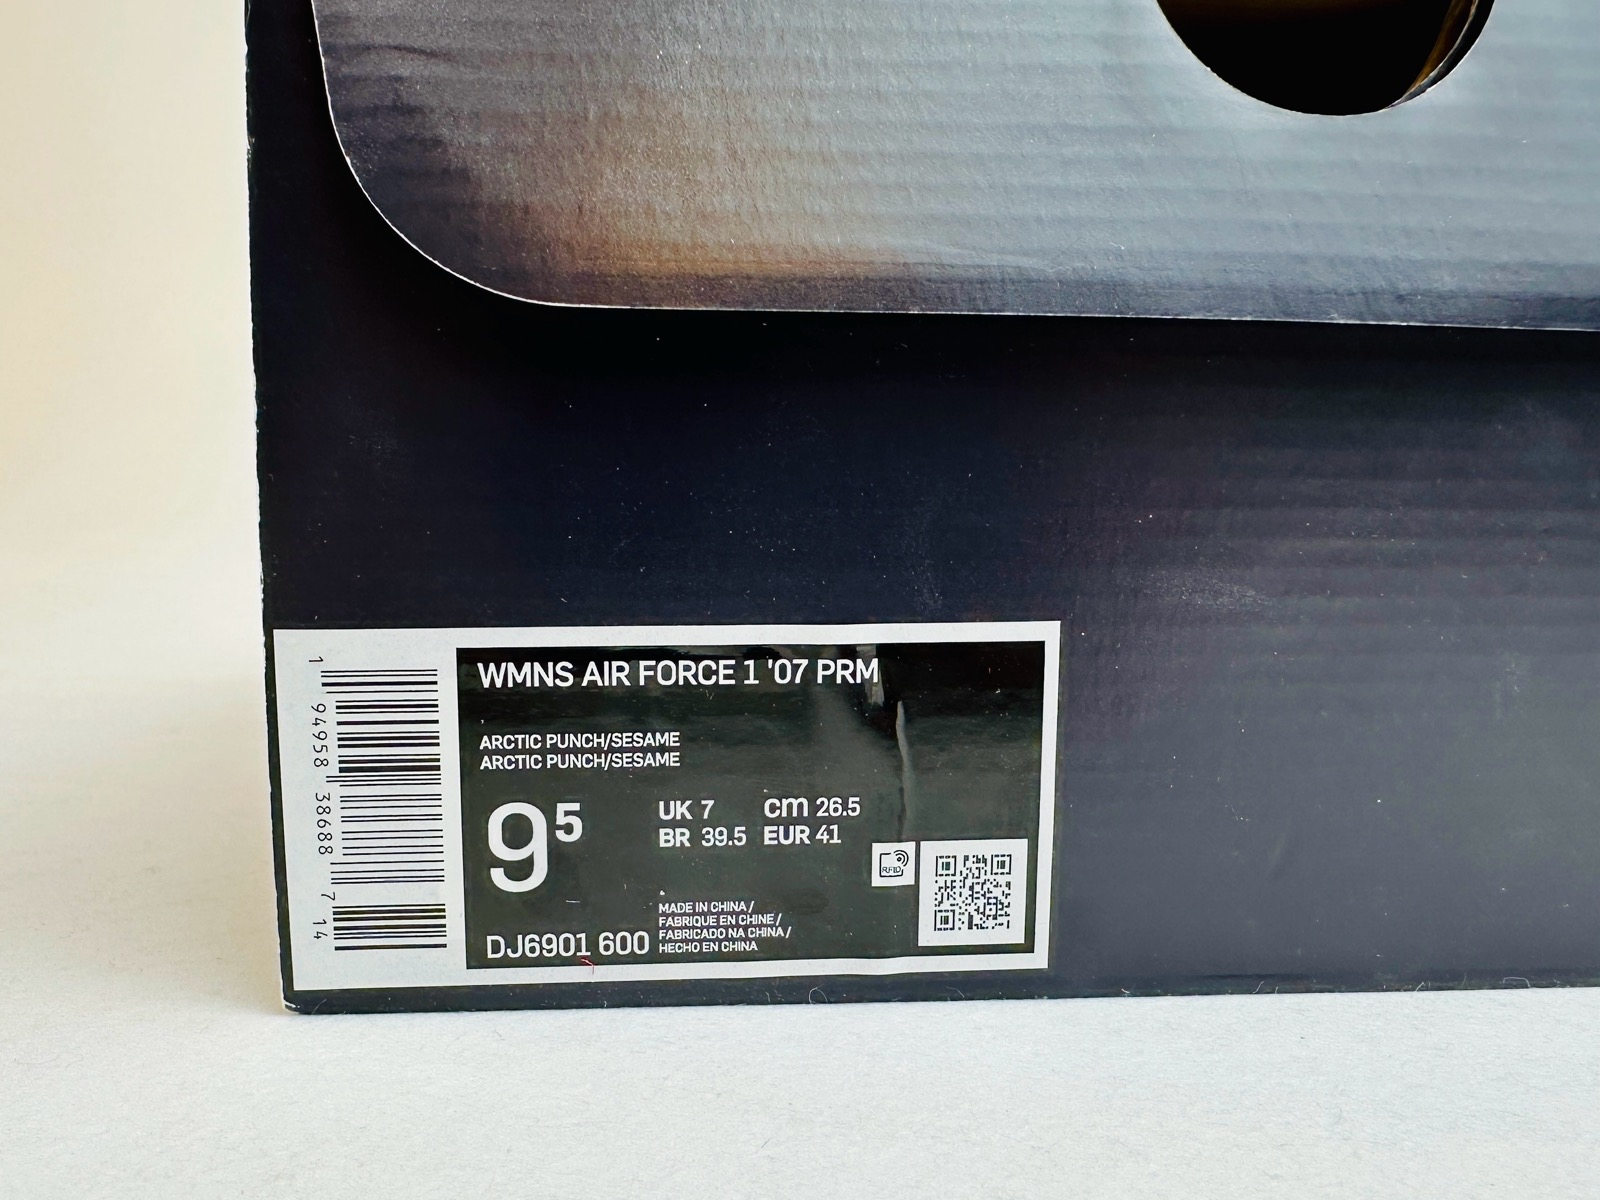 1 94958 38688 7 14
WMNS AIR FORCE 1 '07 PRM
ARCTIC PUNCH/SESAME
ARCTIC PUNCH/SESAME
9⁵
UK 7 cm 26.5
BR 39.5 EUR 41
RFID
MADE IN CHINA /
FABRIQUE EN CHINE /
FABRICADO NA CHINA /
HECHO EN CHINA
DJ6901 600